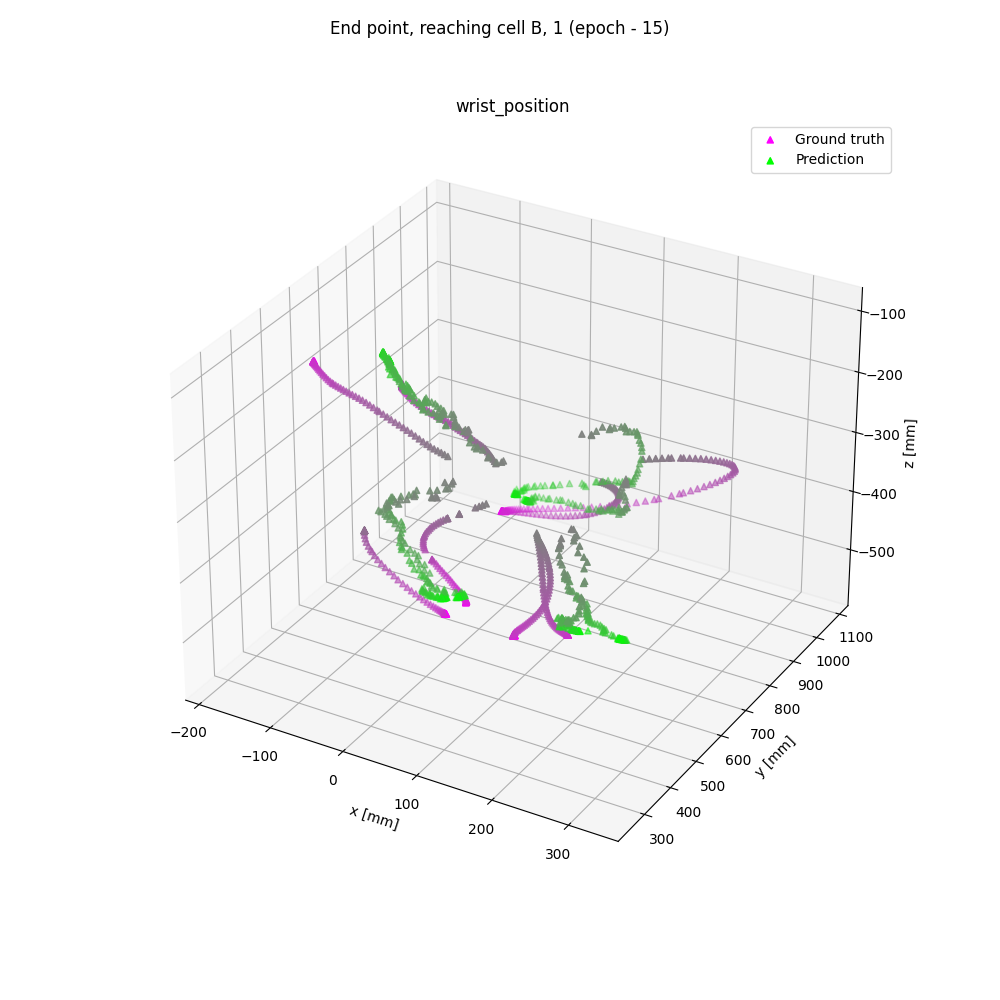 End point, reaching cell B, 1 (epoch - 15)
wrist_position
Ground truth
Prediction
−100
−200
−300
−400
−500
z [mm]
1100
1000
900
800
700
600
500
400
300
y [mm]
−200
−100
0
100
200
300
x [mm]